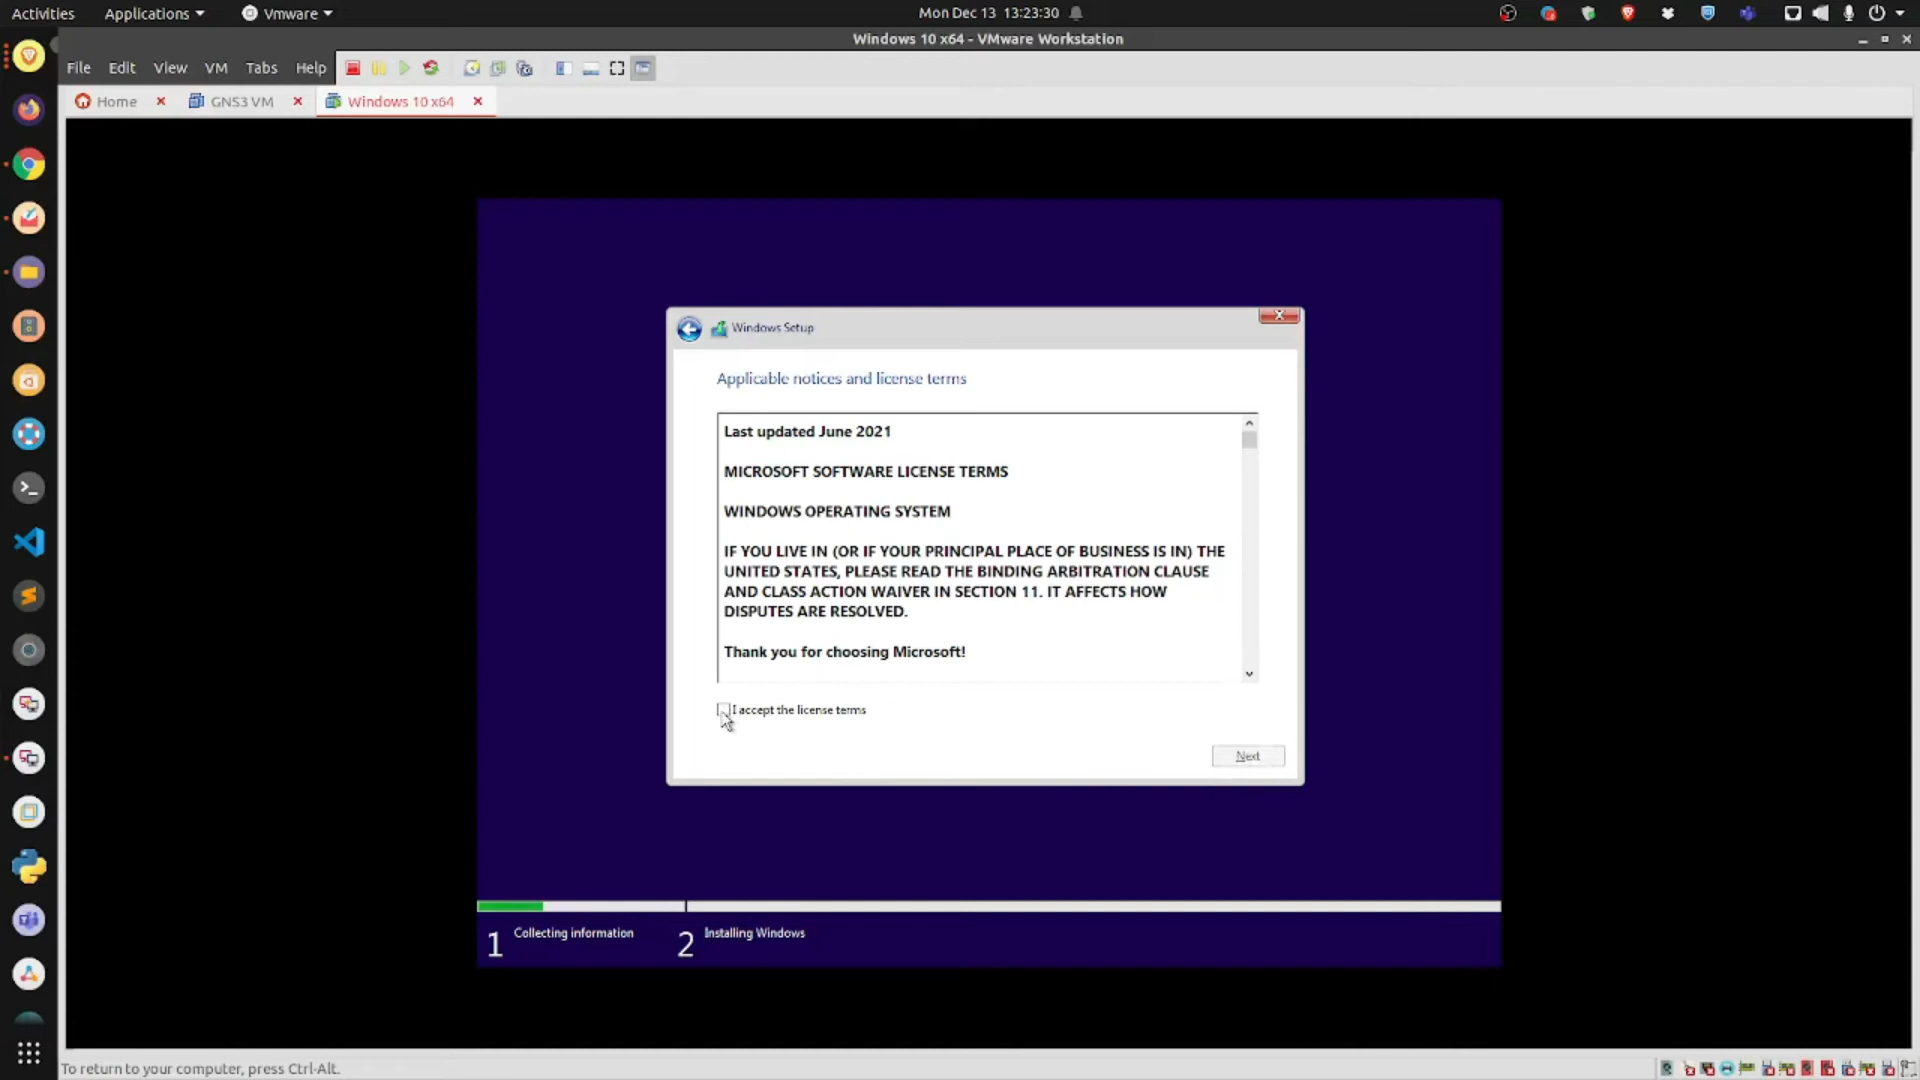 Activities Applications Vmware Mon Dec 13 13:23:30
Windows 10 x64 - VMware Workstation
File Edit View VM Tabs Help
Home GNS3 VM Windows 10 x64
Windows Setup
Applicable notices and license terms
Last updated June 2021
MICROSOFT SOFTWARE LICENSE TERMS
WINDOWS OPERATING SYSTEM
IF YOU LIVE IN (OR IF YOUR PRINCIPAL PLACE OF BUSINESS IS IN) THE
UNITED STATES, PLEASE READ THE BINDING ARBITRATION CLAUSE
AND CLASS ACTION WAIVER IN SECTION 11. IT AFFECTS HOW
DISPUTES ARE RESOLVED.
Thank you for choosing Microsoft!
I accept the license terms
Next
1 Collecting information 2 Installing Windows
To return to your computer, press Ctrl-Alt.